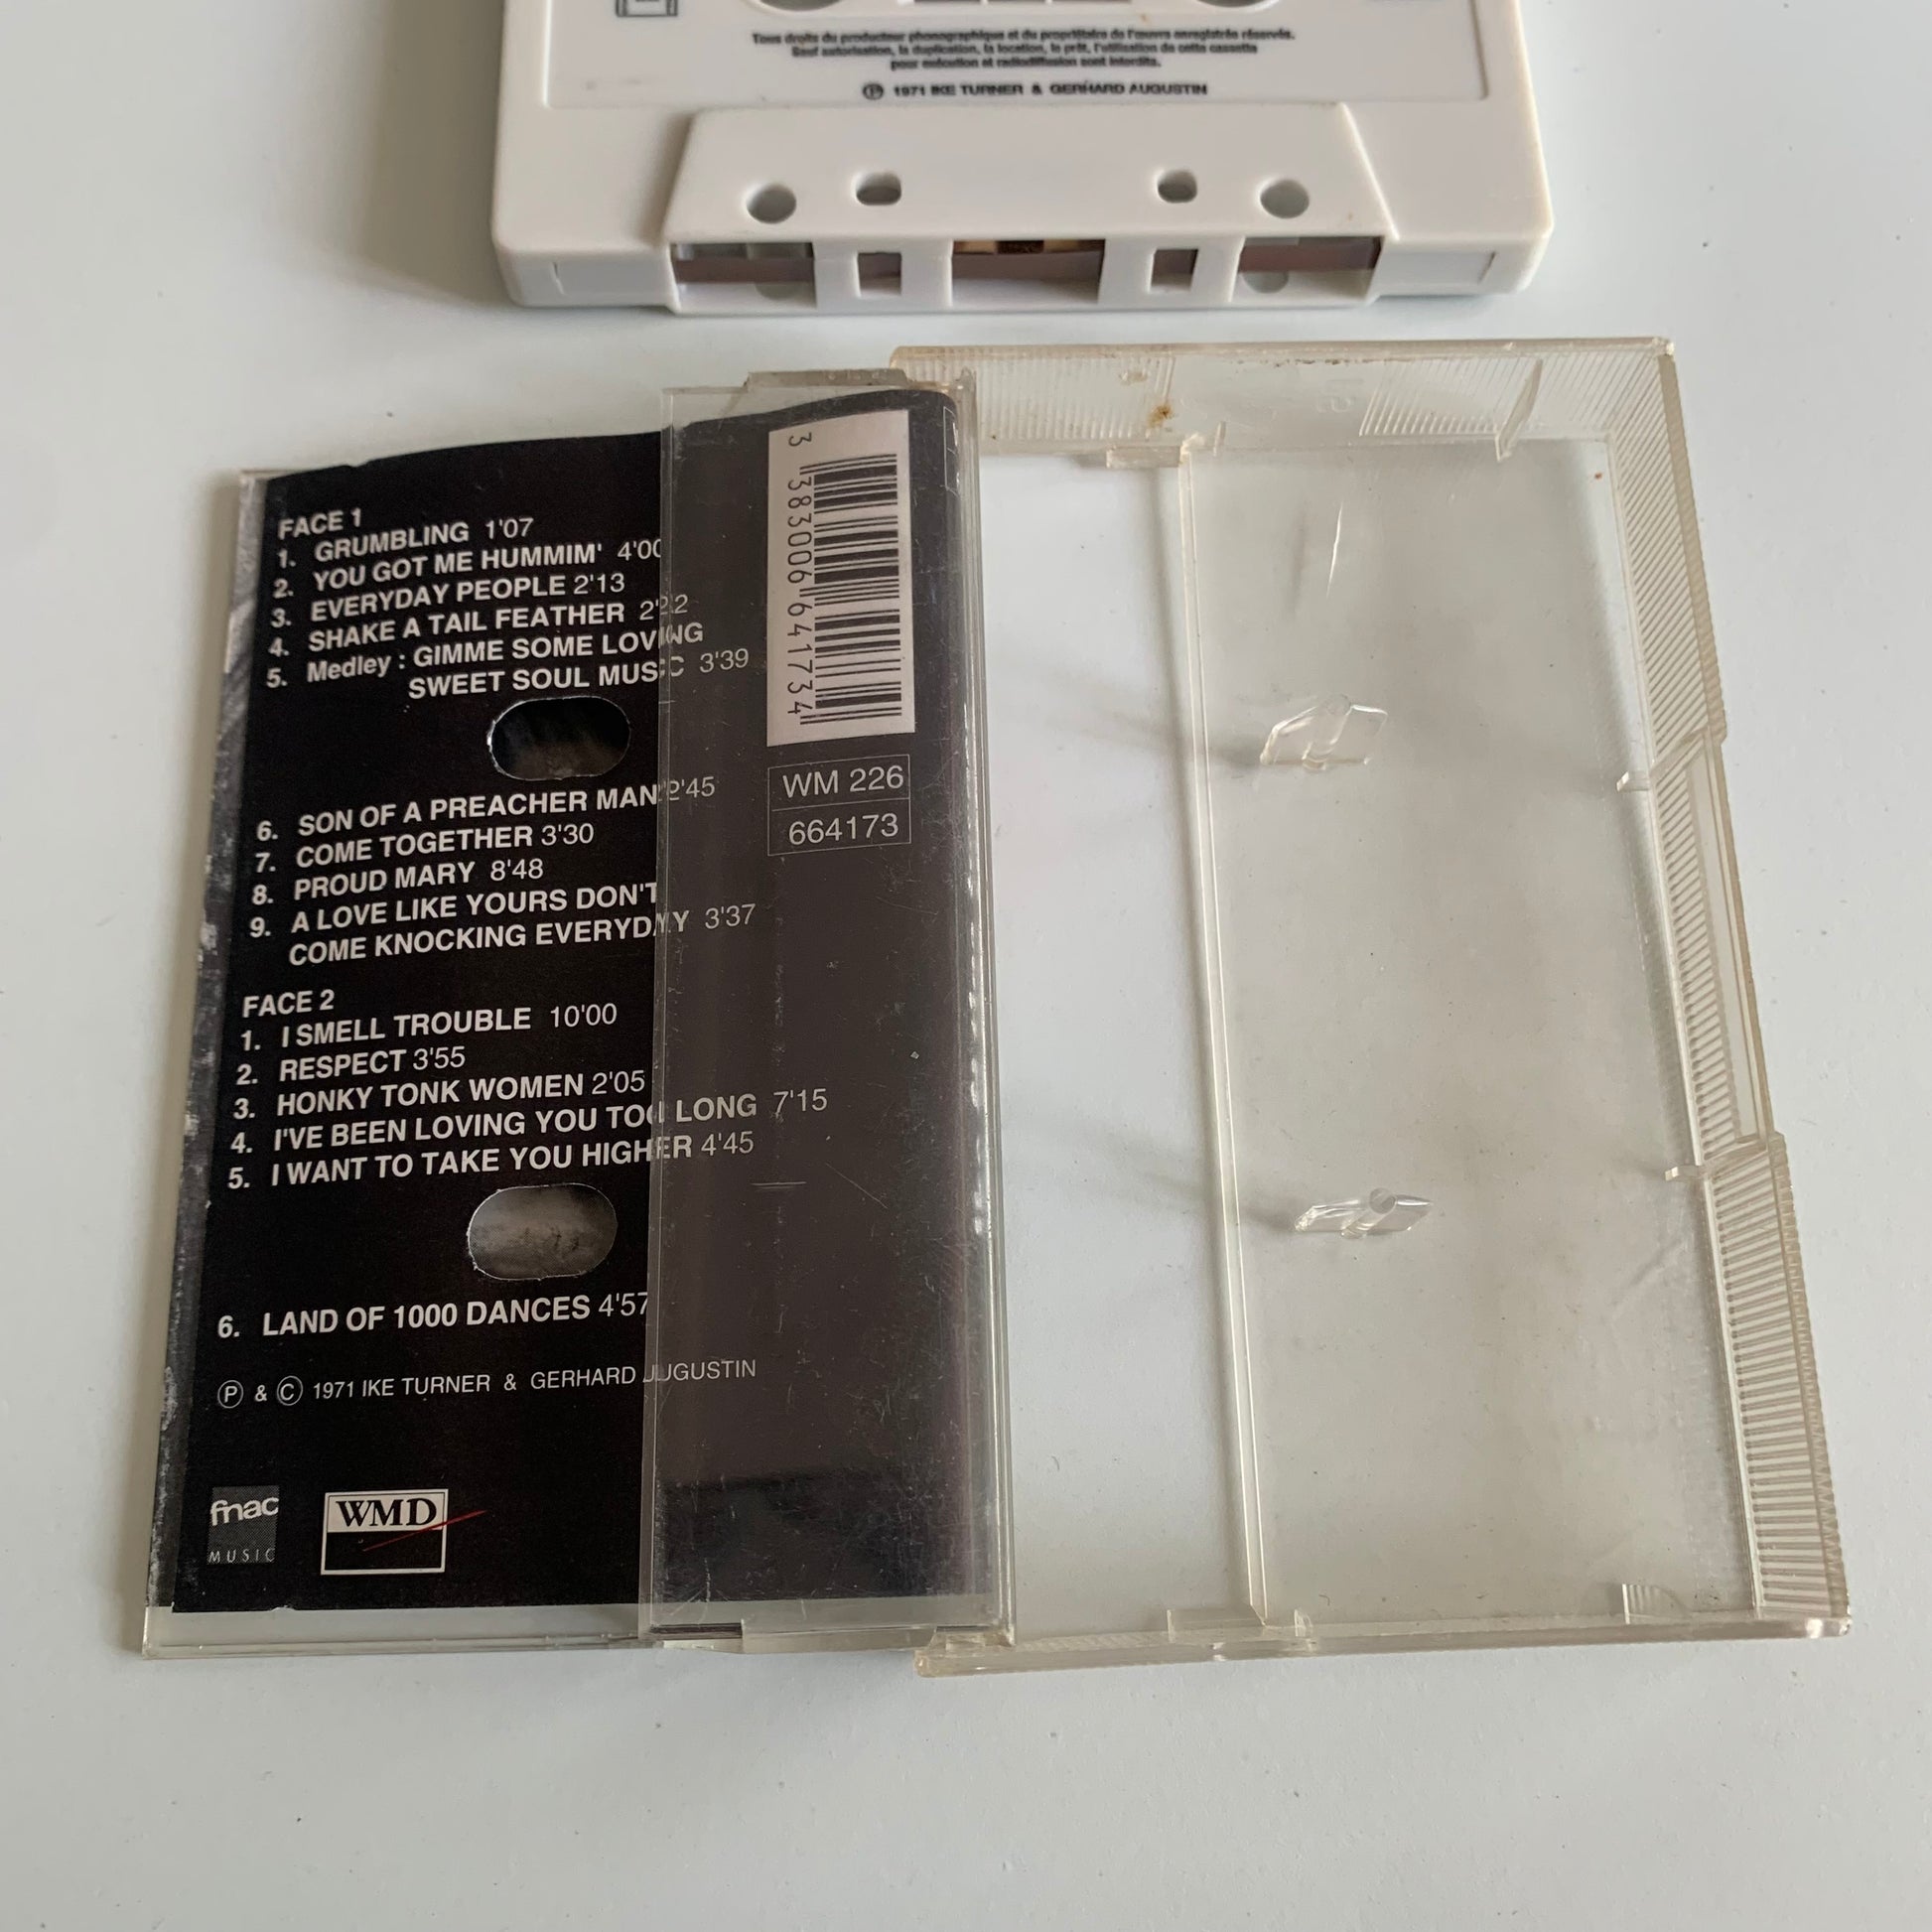 Tous droits du producteur phonographique et du propriétaire de l'œuvre enregistrée réservés.
Sauf autorisation, la duplication, la location, le prêt, l'utilisation de cette cassette
pour exécution et radiodiffusion sont interdits.
Ⓟ 1971 IKE TURNER & GERHARD AUGUSTIN
FACE 1
1. GRUMBLING 1'07
2. YOU GOT ME HUMMIM' 4'00
3. EVERYDAY PEOPLE 2'13
4. SHAKE A TAIL FEATHER
5. Medley : GIMME SOME LOVING
SWEET SOUL MUSIC 3'39
6. SON OF A PREACHER MAN 2'45
7. COME TOGETHER 3'30
8. PROUD MARY 8'48
9. A LOVE LIKE YOURS DON'T
COME KNOCKING EVERYDAY 3'37
FACE 2
1. I SMELL TROUBLE 10'00
2. RESPECT 3'55
3. HONKY TONK WOMEN 2'05
4. I'VE BEEN LOVING YOU TOO LONG 7'15
5. I WANT TO TAKE YOU HIGHER 4'45
6. LAND OF 1000 DANCES 4'57
Ⓟ & © 1971 IKE TURNER & GERHARD AUGUSTIN
fnac
MUSIC
WMD
3 383006 641734
WM 226
664173